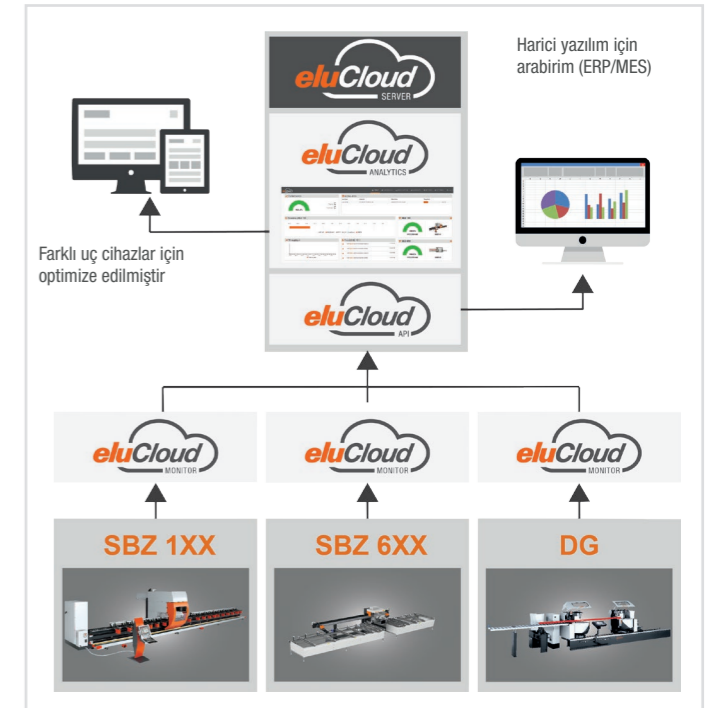 eluCloud
SERVER
Harici yazılım için
arabirim (ERP/MES)
eluCloud
ANALYTICS
Farklı uç cihazlar için
optimize edilmiştir
eluCloud
API
eluCloud
MONITOR
eluCloud
MONITOR
eluCloud
MONITOR
SBZ 1XX
SBZ 6XX
DG